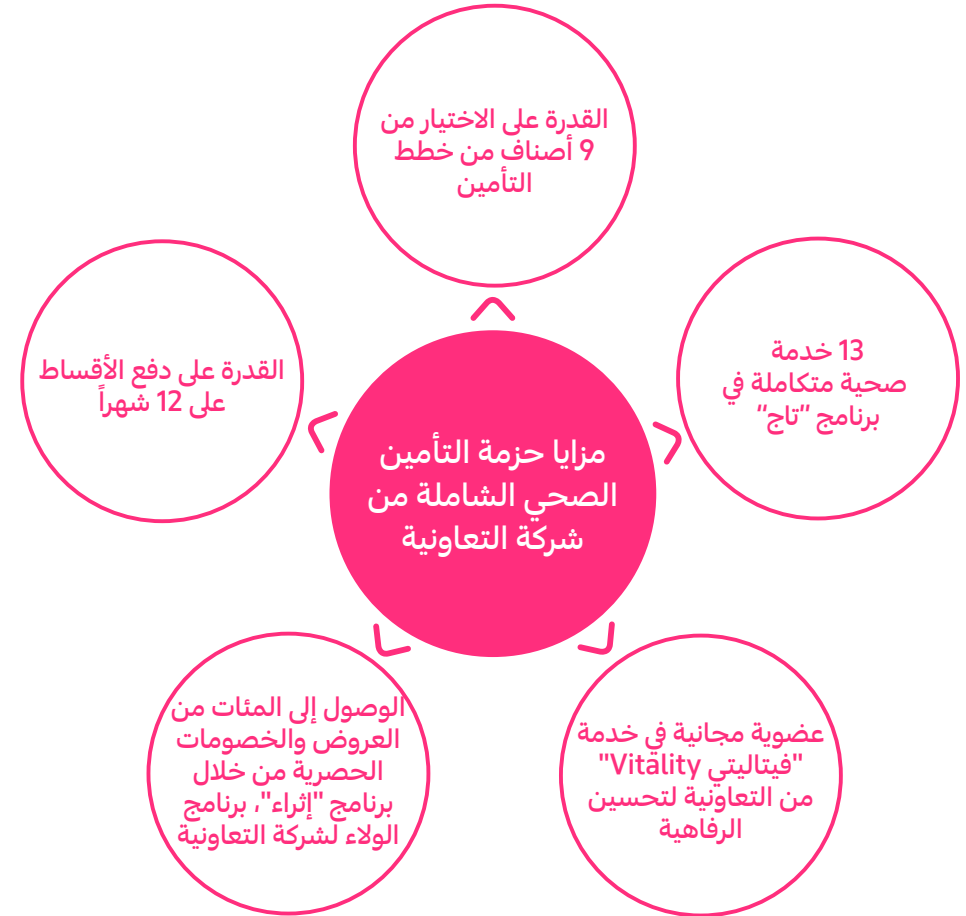 القدرة على الاختيار من
9 أصناف من خطط
التأمين
13 خدمة
صحية متكاملة في
برنامج "تاج"
القدرة على دفع الأقساط
على 12 شهراً
مزايا حزمة التأمين
الصحي الشاملة من
شركة التعاونية
الوصول إلى المئات من
العروض والخصومات
الحصرية من خلال
برنامج "إثراء"، برنامج
الولاء لشركة التعاونية
عضوية مجانية في خدمة
"فيتاليتي Vitality"
من التعاونية لتحسين
الرفاهية